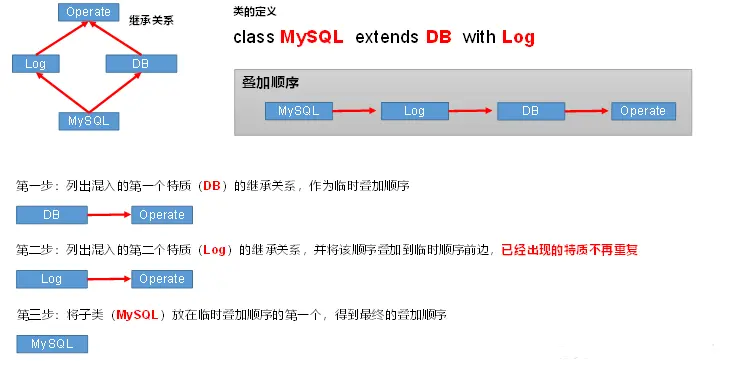 Operate
继承关系
Log
DB
MySQL
类的定义
class MySQL extends DB with Log
叠加顺序
MySQL Log DB Operate
第一步：列出混入的第一个特质（DB）的继承关系，作为临时叠加顺序
DB Operate
第二步：列出混入的第二个特质（Log）的继承关系，并将该顺序叠加到临时顺序前边，已经出现的特质不再重复
Log Operate
第三步：将子类（MySQL）放在临时叠加顺序的第一个，得到最终的叠加顺序
MySQL